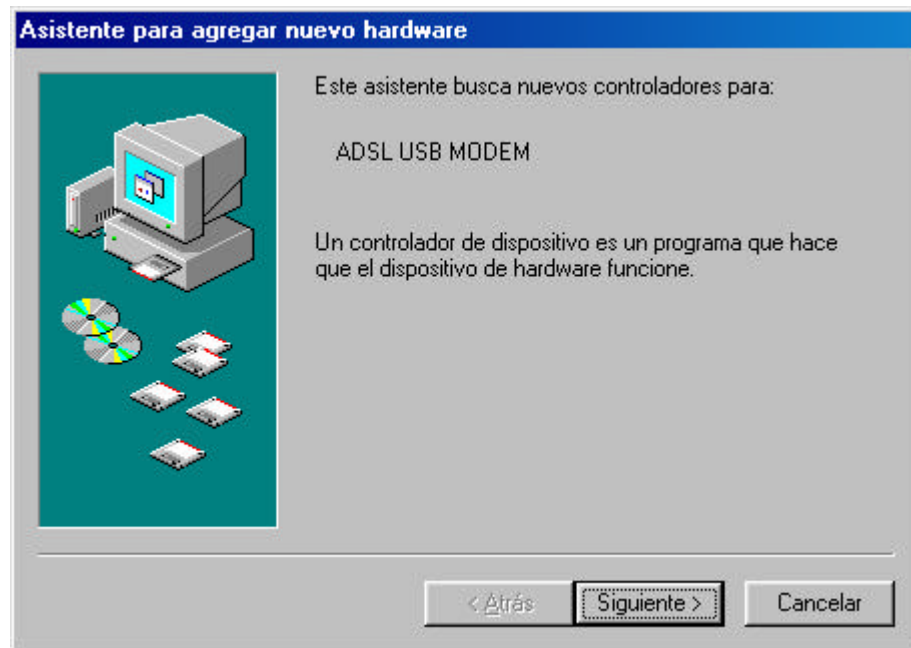 Asistente para agregar nuevo hardware
Este asistente busca nuevos controladores para:
ADSL USB MODEM
Un controlador de dispositivo es un programa que hace
que el dispositivo de hardware funcione.
< Atrás
Siguiente >
Cancelar